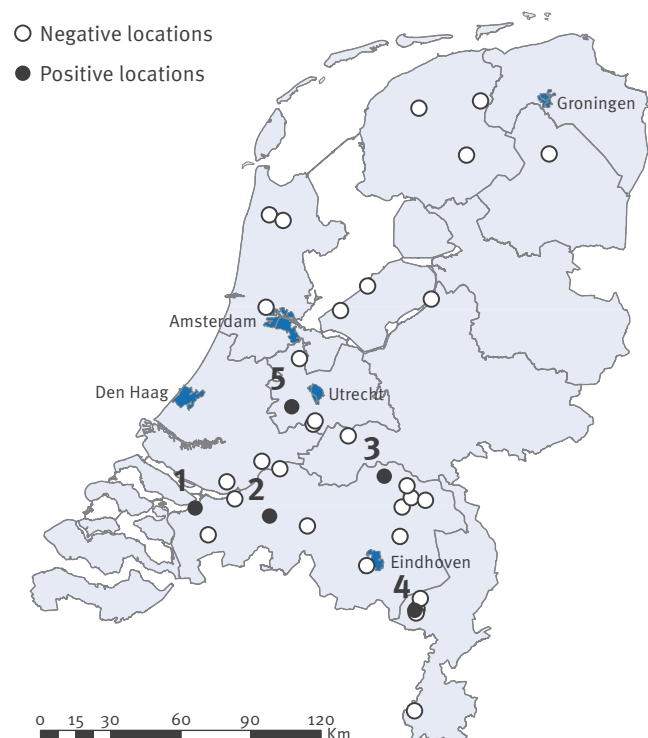 Negative locations
Positive locations
Groningen
Amsterdam
5
Den Haag
Utrecht
3
1
2
Eindhoven
4
0 15 30 60 90 120
Km